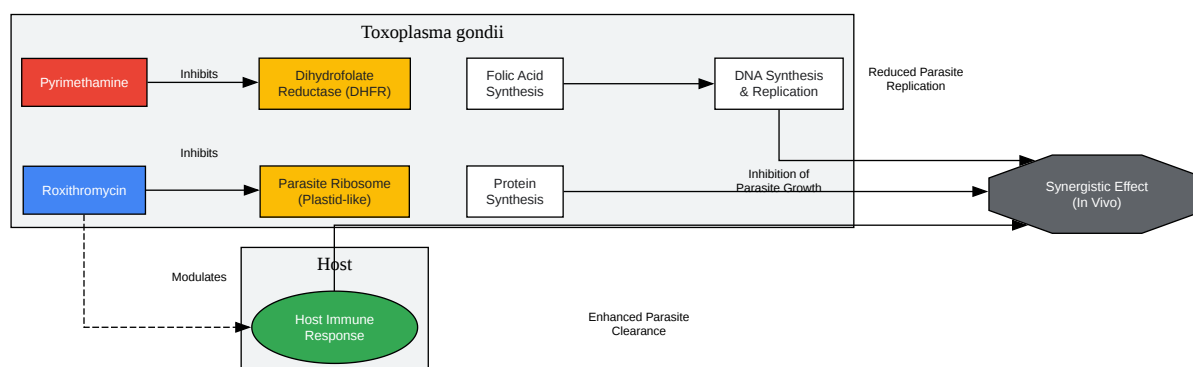 Toxoplasma gondii
Pyrimethamine
Inhibits
Dihydrofolate
Reductase (DHFR)
Folic Acid
Synthesis
DNA Synthesis
& Replication
Reduced Parasite
Replication
Roxithromycin
Inhibits
Parasite Ribosome
(Plastid-like)
Protein
Synthesis
Inhibition of
Parasite Growth
Synergistic Effect
(In Vivo)
Host
Modulates
Host Immune
Response
Enhanced Parasite
Clearance